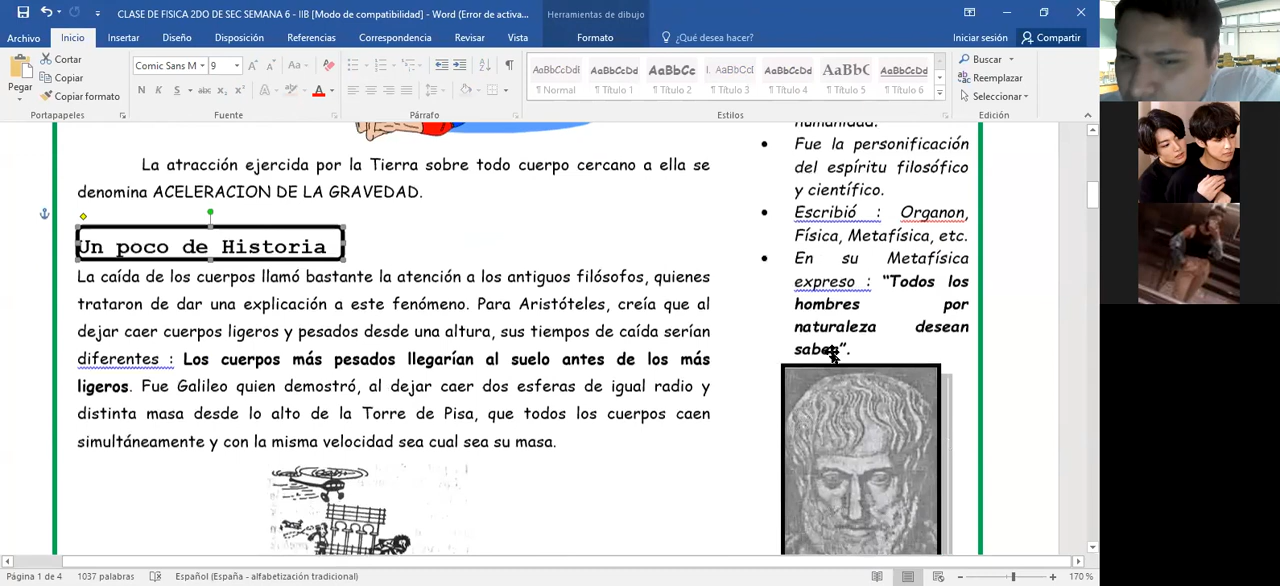 CLASE DE FISICA 2DO DE SEC SEMANA 6 - IIB [Modo de compatibilidad] - Word (Error de activa...
Herramientas de dibujo
Archivo Inicio Insertar Diseño Disposición Referencias Correspondencia Revisar Vista Formato ¿Qué desea hacer? Iniciar sesión Compartir
Pegar
Cortar
Copiar
Copiar formato
Portapapeles
Comic Sans M 9
N K S abc x₂ x²
Fuente
Párrafo
AaBbCcDdI AaBbCcDd AaBbCc I. AaBbCcI AaBbCcDd AaBbC AaBbCcDd
¶ Normal ¶ Título 1 ¶ Título 2 ¶ Título 3 ¶ Título 4 ¶ Título 5 ¶ Título 6
Estilos
Buscar
Reemplazar
Seleccionar
Edición
La atracción ejercida por la Tierra sobre todo cuerpo cercano a ella se
denomina ACELERACION DE LA GRAVEDAD.
Un poco de Historia
La caída de los cuerpos llamó bastante la atención a los antiguos filósofos, quienes
trataron de dar una explicación a este fenómeno. Para Aristóteles, creía que al
dejar caer cuerpos ligeros y pesados desde una altura, sus tiempos de caída serían
diferentes : Los cuerpos más pesados llegarían al suelo antes de los más
ligeros. Fue Galileo quien demostró, al dejar caer dos esferas de igual radio y
distinta masa desde lo alto de la Torre de Pisa, que todos los cuerpos caen
simultáneamente y con la misma velocidad sea cual sea su masa.
humanidad.
• Fue la personificación
del espíritu filosófico
y científico.
• Escribió : Organon,
Física, Metafísica, etc.
• En su Metafísica
expreso : “Todos los
hombres por
naturaleza desean
saber”.
Página 1 de 4 1037 palabras Español (España - alfabetización tradicional) 170 %